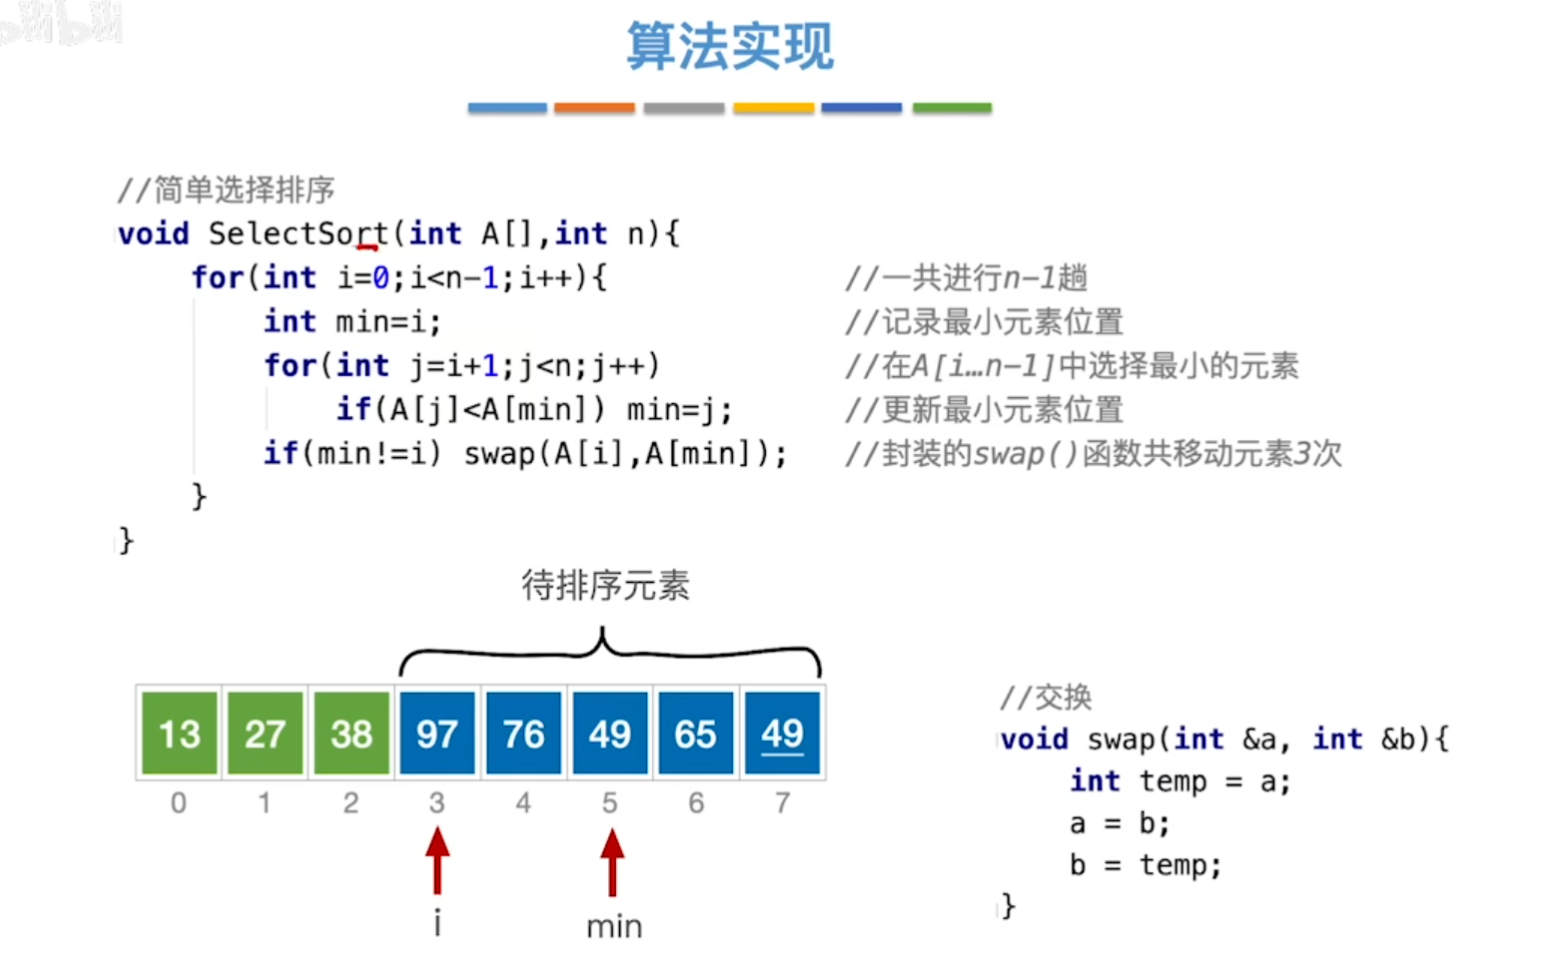 bilibili
算法实现
//简单选择排序
void SelectSort(int A[],int n){
for(int i=0;i<n-1;i++){ //一共进行n-1趟
int min=i; //记录最小元素位置
for(int j=i+1;j<n;j++) //在A[i…n-1]中选择最小的元素
if(A[j]<A[min]) min=j; //更新最小元素位置
if(min!=i) swap(A[i],A[min]); //封装的swap()函数共移动元素3次
}
}
待排序元素
13 27 38 97 76 49 65 49
0 1 2 3 4 5 6 7
i min
//交换
void swap(int &a, int &b){
int temp = a;
a = b;
b = temp;
}